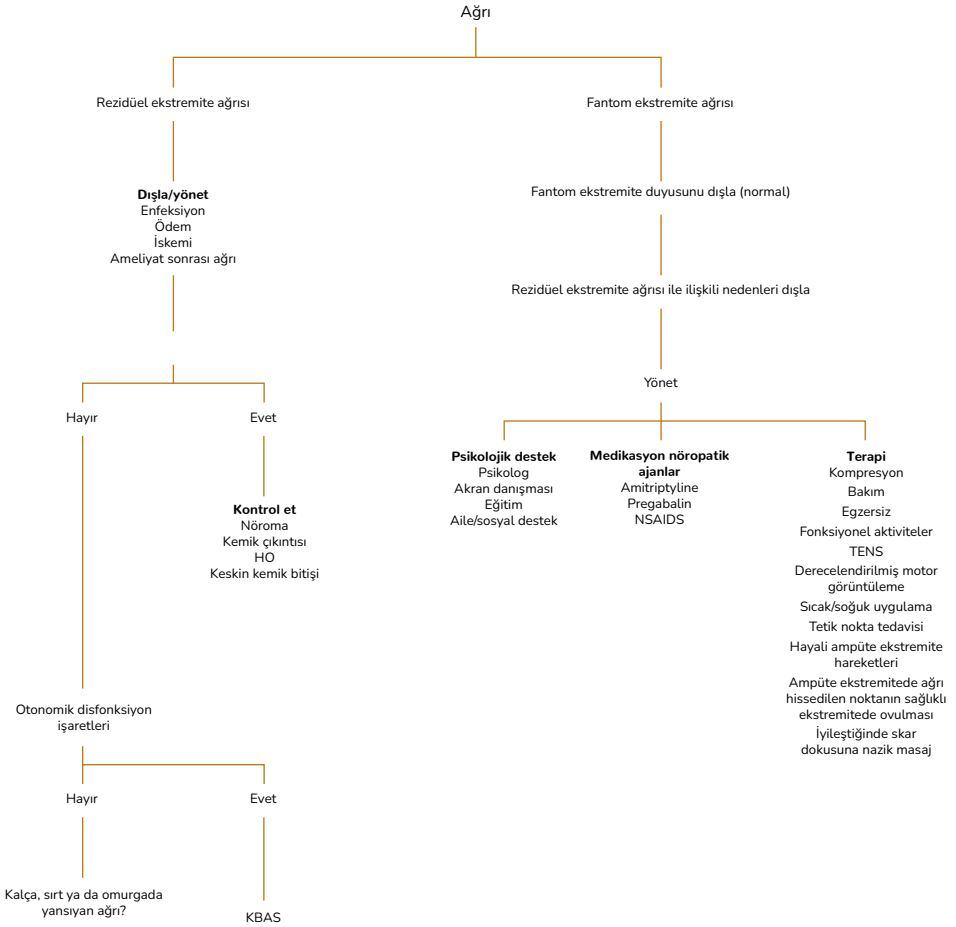 Ağrı
Rezidüel ekstremite ağrısı
Fantom ekstremite ağrısı
Dışla/yönet
Enfeksiyon
Ödem
İskemi
Ameliyat sonrası ağrı
Fantom ekstremite duyusunu dışla (normal)
Rezidüel ekstremite ağrısı ile ilişkili nedenleri dışla
Yönet
Hayır
Evet
Kontrol et
Nöroma
Kemik çıkıntısı
HO
Keskin kemik bitişi
Psikolojik destek
Psikolog
Akran danışması
Eğitim
Aile/sosyal destek
Medikasyon nöropatik
ajanlar
Amitriptyline
Pregabalin
NSAIDS
Terapi
Kompresyon
Bakım
Egzersiz
Fonksiyonel aktiviteler
TENS
Derecelendirilmiş motor
görüntüleme
Sıcak/soğuk uygulama
Tetik nokta tedavisi
Hayali ampüte ekstremite
hareketleri
Ampüte ekstremitede ağrı
hissedilen noktanın sağlıklı
ekstremitede ovulması
İyileştiğinde skar
dokusuna nazik masaj
Otonomik disfonksiyon
işaretleri
Hayır
Evet
Kalça, sırt ya da omurgada
yansıyan ağrı?
KBAS